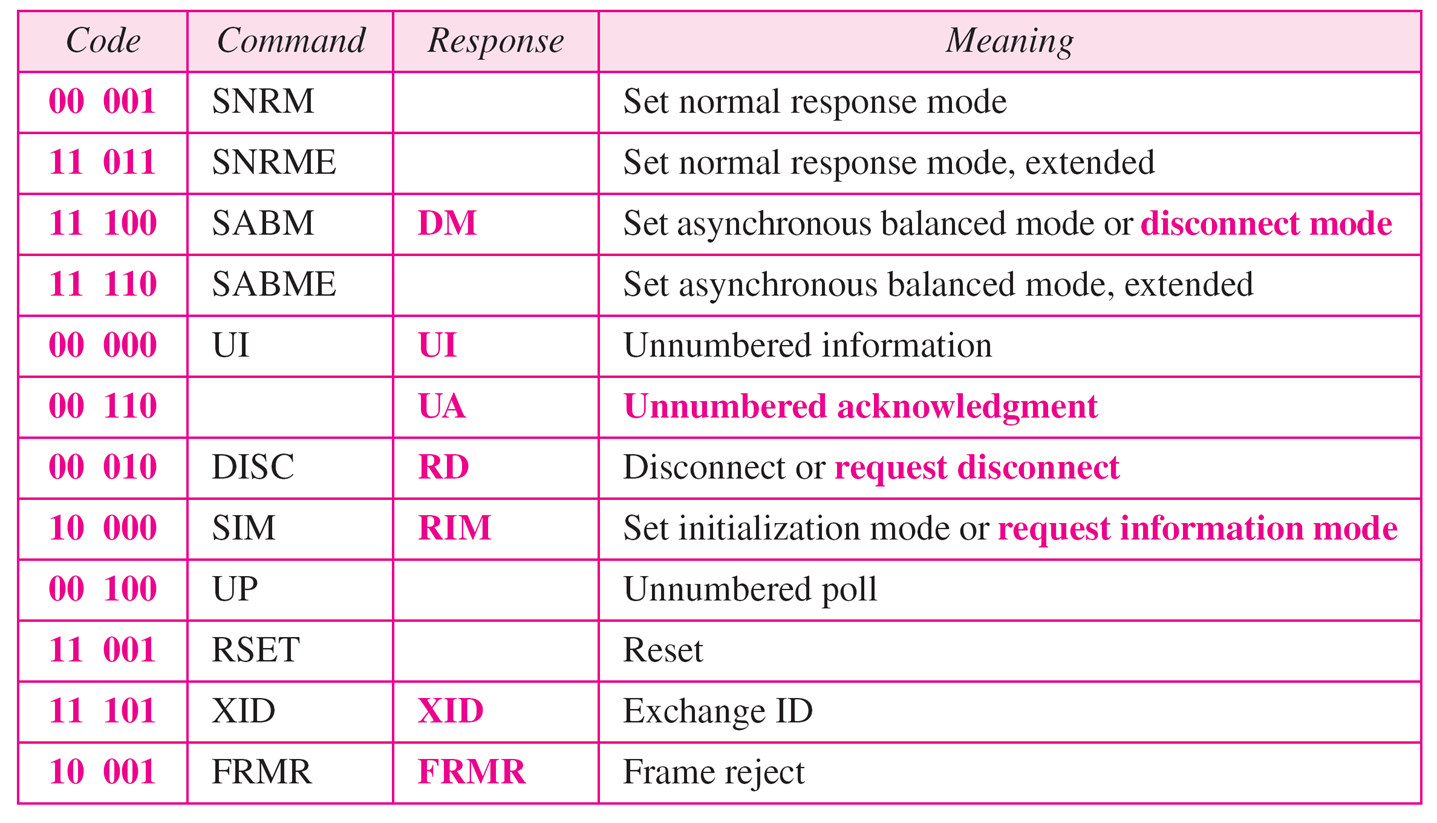 Code Command Response Meaning
00 001 SNRM Set normal response mode
11 011 SNRME Set normal response mode, extended
11 100 SABM DM Set asynchronous balanced mode or disconnect mode
11 110 SABME Set asynchronous balanced mode, extended
00 000 UI UI Unnumbered information
00 110 UA Unnumbered acknowledgment
00 010 DISC RD Disconnect or request disconnect
10 000 SIM RIM Set initialization mode or request information mode
00 100 UP Unnumbered poll
11 001 RSET Reset
11 101 XID XID Exchange ID
10 001 FRMR FRMR Frame reject